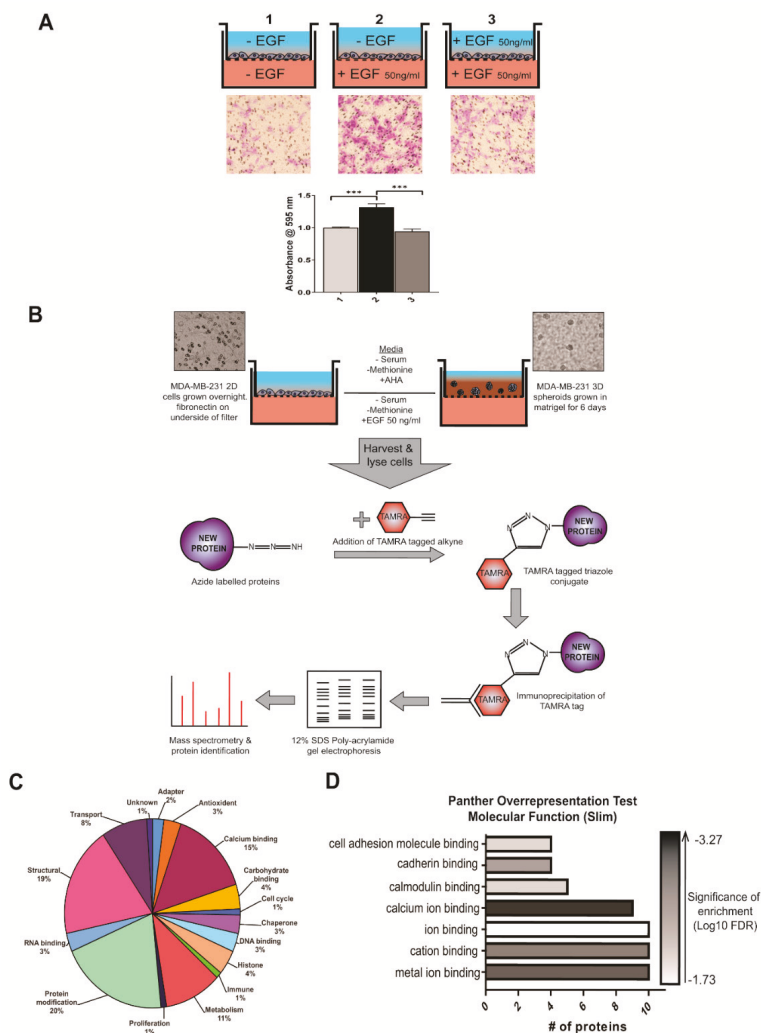 A
1
2
3
- EGF
- EGF
+ EGF 50ng/ml
- EGF
+ EGF 50ng/ml
+ EGF 50ng/ml
***
***
Absorbance @ 595 nm
1.5
1.0
0.5
0.0
1
2
3
B
MDA-MB-231 2D
cells grown overnight.
fibronectin on
underside of filter
Media
- Serum
-Methionine
+AHA
- Serum
-Methionine
+EGF 50 ng/ml
MDA-MB-231 3D
spheroids grown in
matrigel for 6 days
Harvest &
lyse cells
NEW
PROTEIN
N=N=NH
Azide labelled proteins
+
TAMRA
Addition of TAMRA tagged alkyne
N
N
N
NEW
PROTEIN
TAMRA
TAMRA tagged triazole
conjugate
N
N
N
NEW
PROTEIN
TAMRA
Immunoprecipitation of
TAMRA tag
12% SDS Poly-acrylamide
gel electrophoresis
Mass spectrometry &
protein identification
C
Unknown
1%
Adapter
2%
Antioxident
3%
Calcium binding
15%
Carbohydrate
binding
4%
Cell cycle
1%
Chaperone
3%
DNA binding
3%
Histone
4%
Immune
1%
Metabolism
11%
Proliferation
1%
Protein
modification
20%
RNA binding
3%
Structural
19%
Transport
8%
D
Panther Overrepresentation Test
Molecular Function (Slim)
cell adhesion molecule binding
cadherin binding
calmodulin binding
calcium ion binding
ion binding
cation binding
metal ion binding
0
2
4
6
8
10
# of proteins
-3.27
Significance of
enrichment
(Log10 FDR)
-1.73